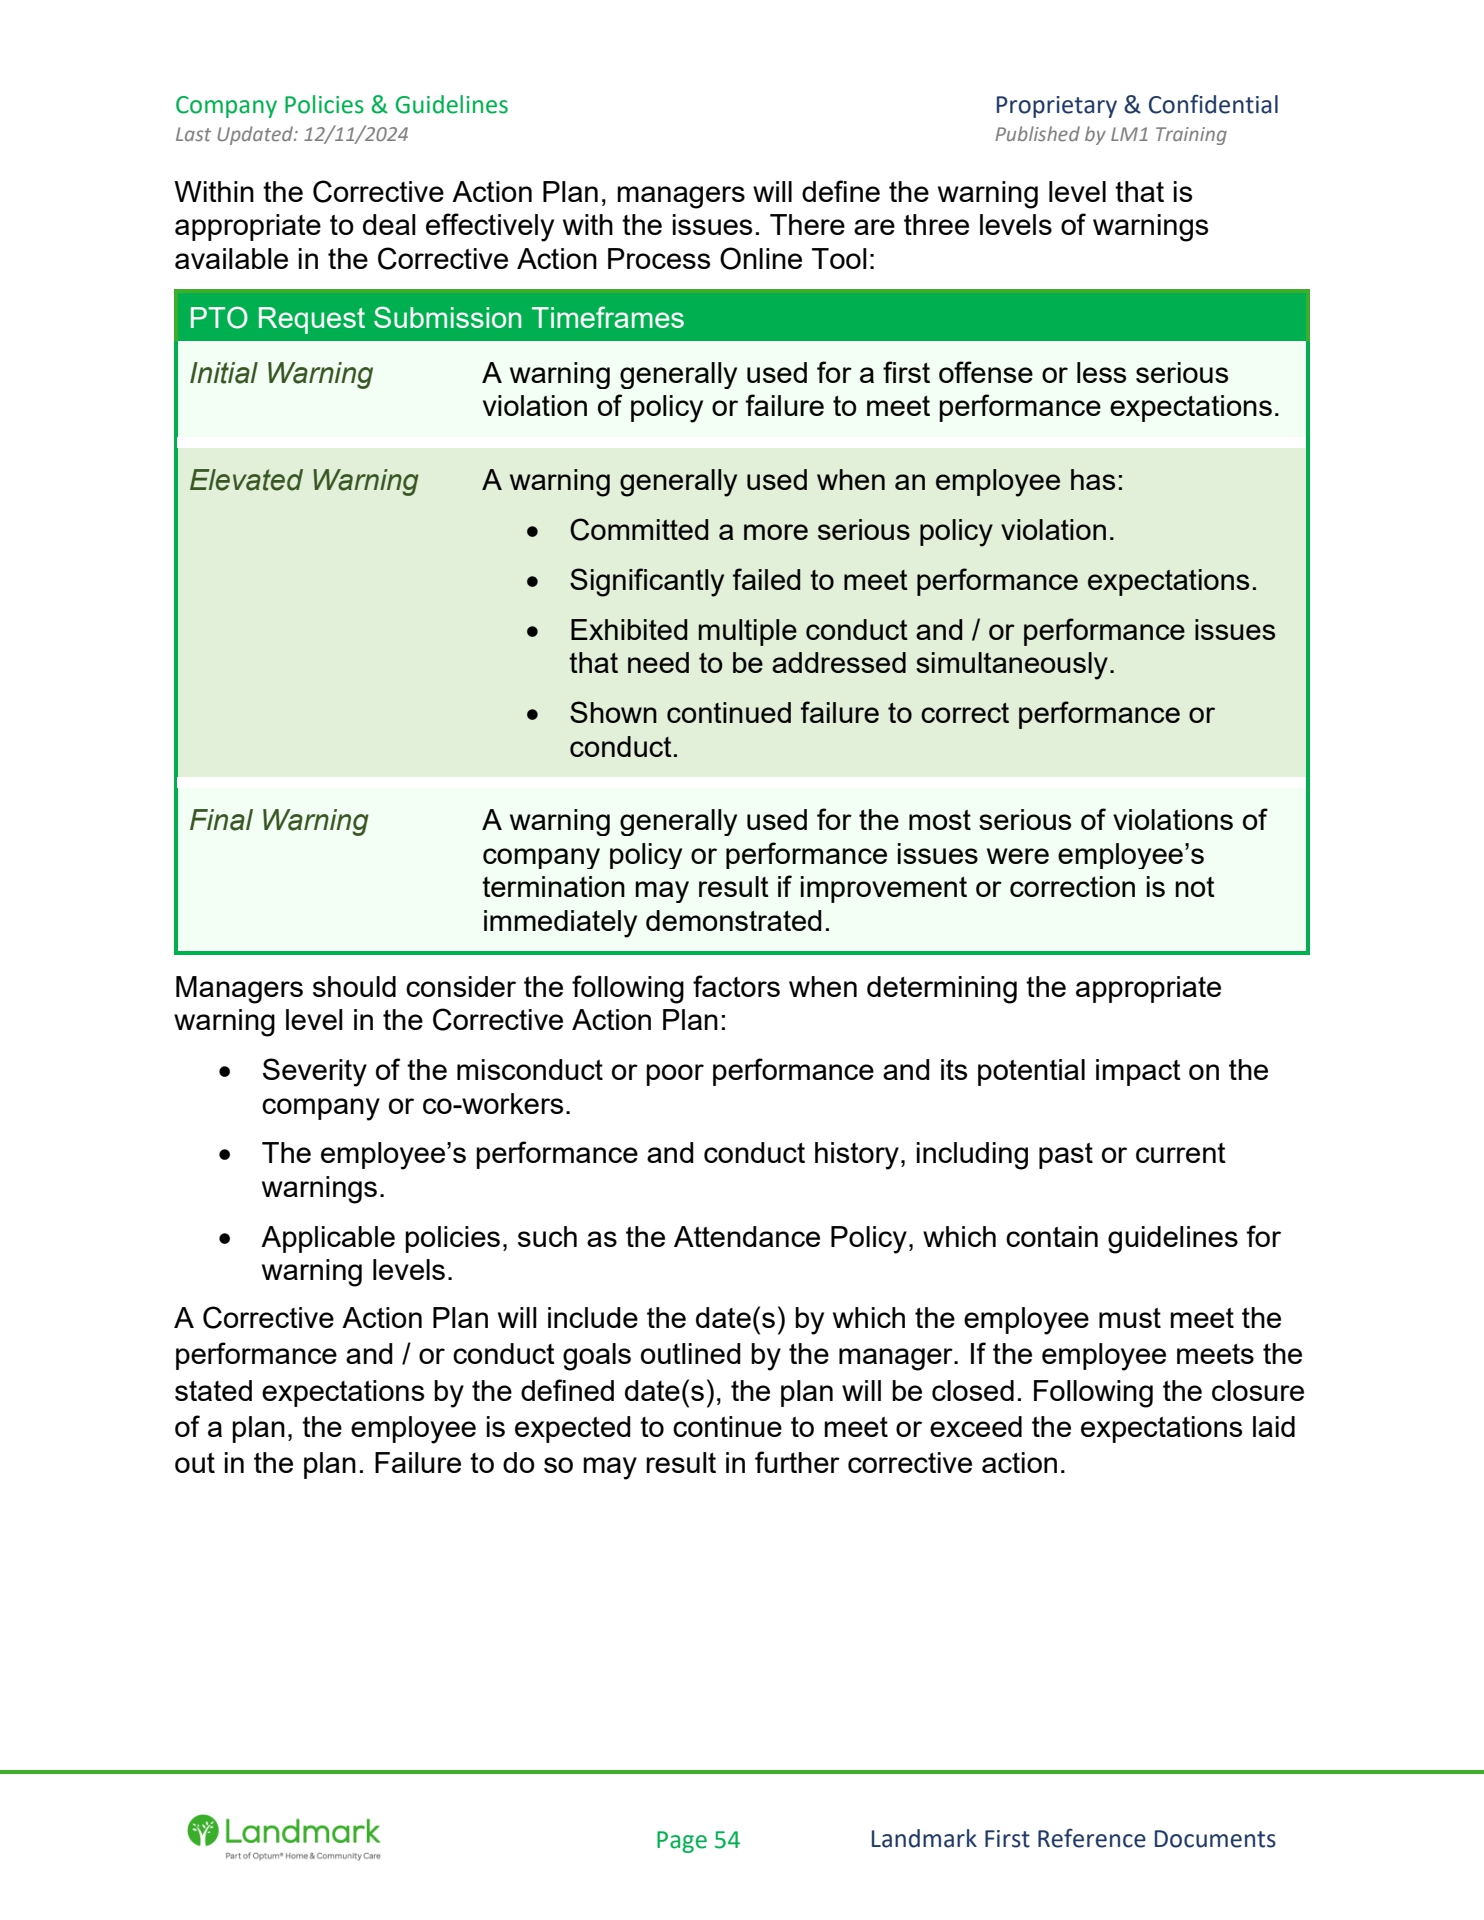 Company Policies & Guidelines
Proprietary & Confidential
Last Updated: 12/11/2024
Published by LM1 Training
Within the Corrective Action Plan, managers will define the warning level that is
appropriate to deal effectively with the issues. There are three levels of warnings
available in the Corrective Action Process Online Tool:
PTO Request Submission Timeframes
Initial Warning
A warning generally used for a first offense or less serious
violation of policy or failure to meet performance expectations.
Elevated Warning
A warning generally used when an employee has:
• Committed a more serious policy violation.
• Significantly failed to meet performance expectations.
• Exhibited multiple conduct and / or performance issues
that need to be addressed simultaneously.
• Shown continued failure to correct performance or
conduct.
Final Warning
A warning generally used for the most serious of violations of
company policy or performance issues were employee’s
termination may result if improvement or correction is not
immediately demonstrated.
Managers should consider the following factors when determining the appropriate
warning level in the Corrective Action Plan:
• Severity of the misconduct or poor performance and its potential impact on the
company or co-workers.
• The employee’s performance and conduct history, including past or current
warnings.
• Applicable policies, such as the Attendance Policy, which contain guidelines for
warning levels.
A Corrective Action Plan will include the date(s) by which the employee must meet the
performance and / or conduct goals outlined by the manager. If the employee meets the
stated expectations by the defined date(s), the plan will be closed. Following the closure
of a plan, the employee is expected to continue to meet or exceed the expectations laid
out in the plan. Failure to do so may result in further corrective action.
Landmark
Part of Optum® Home & Community Care
Page 54
Landmark First Reference Documents